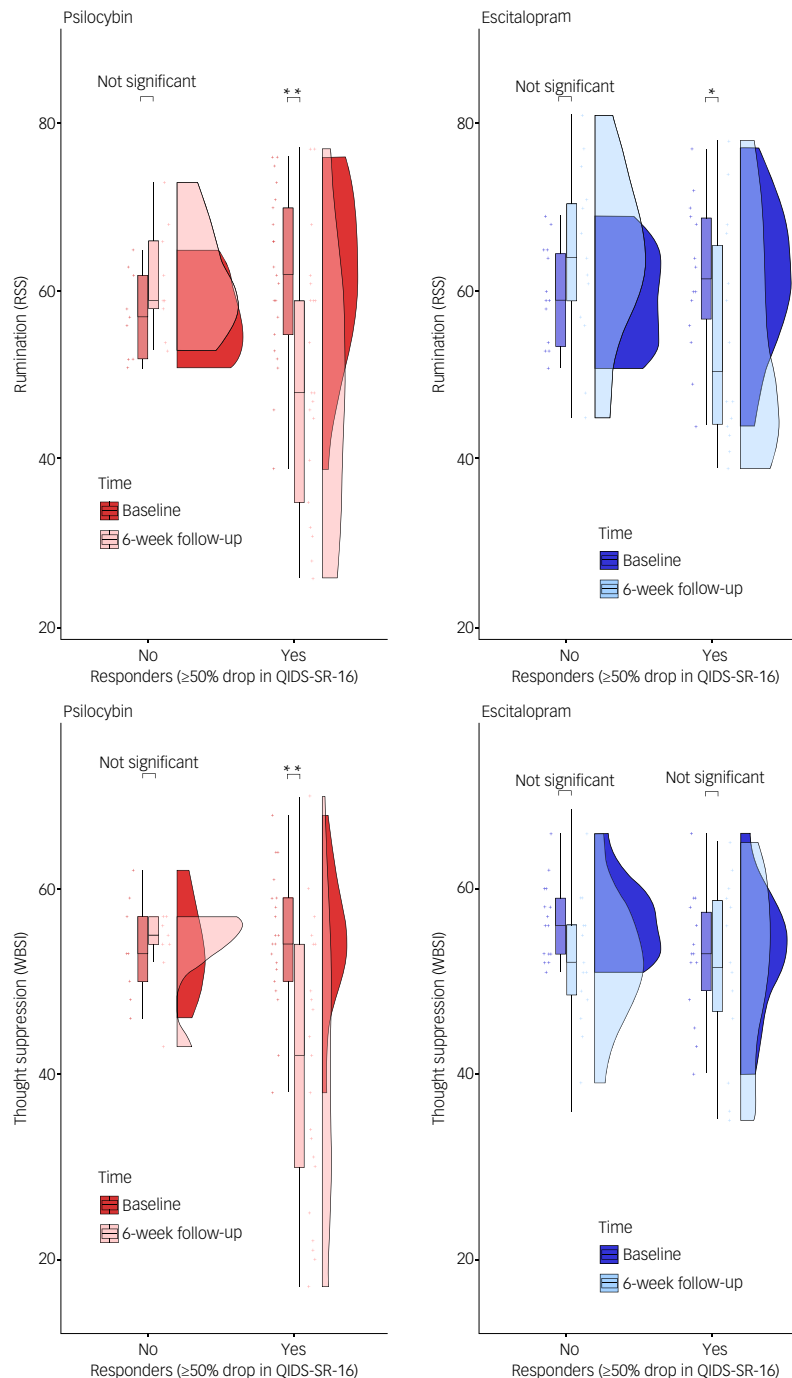 Psilocybin
Escitalopram
Not significant
* *
Not significant
*
80
60
40
20
Rumination (RSS)
80
60
40
20
Rumination (RSS)
Time
Baseline
6-week follow-up
Time
Baseline
6-week follow-up
No
Yes
Responders (≥50% drop in QIDS-SR-16)
No
Yes
Responders (≥50% drop in QIDS-SR-16)
Psilocybin
Escitalopram
Not significant
* *
Not significant
Not significant
60
40
20
Thought suppression (WBSI)
60
40
20
Thought suppression (WBSI)
Time
Baseline
6-week follow-up
Time
Baseline
6-week follow-up
No
Yes
Responders (≥50% drop in QIDS-SR-16)
No
Yes
Responders (≥50% drop in QIDS-SR-16)